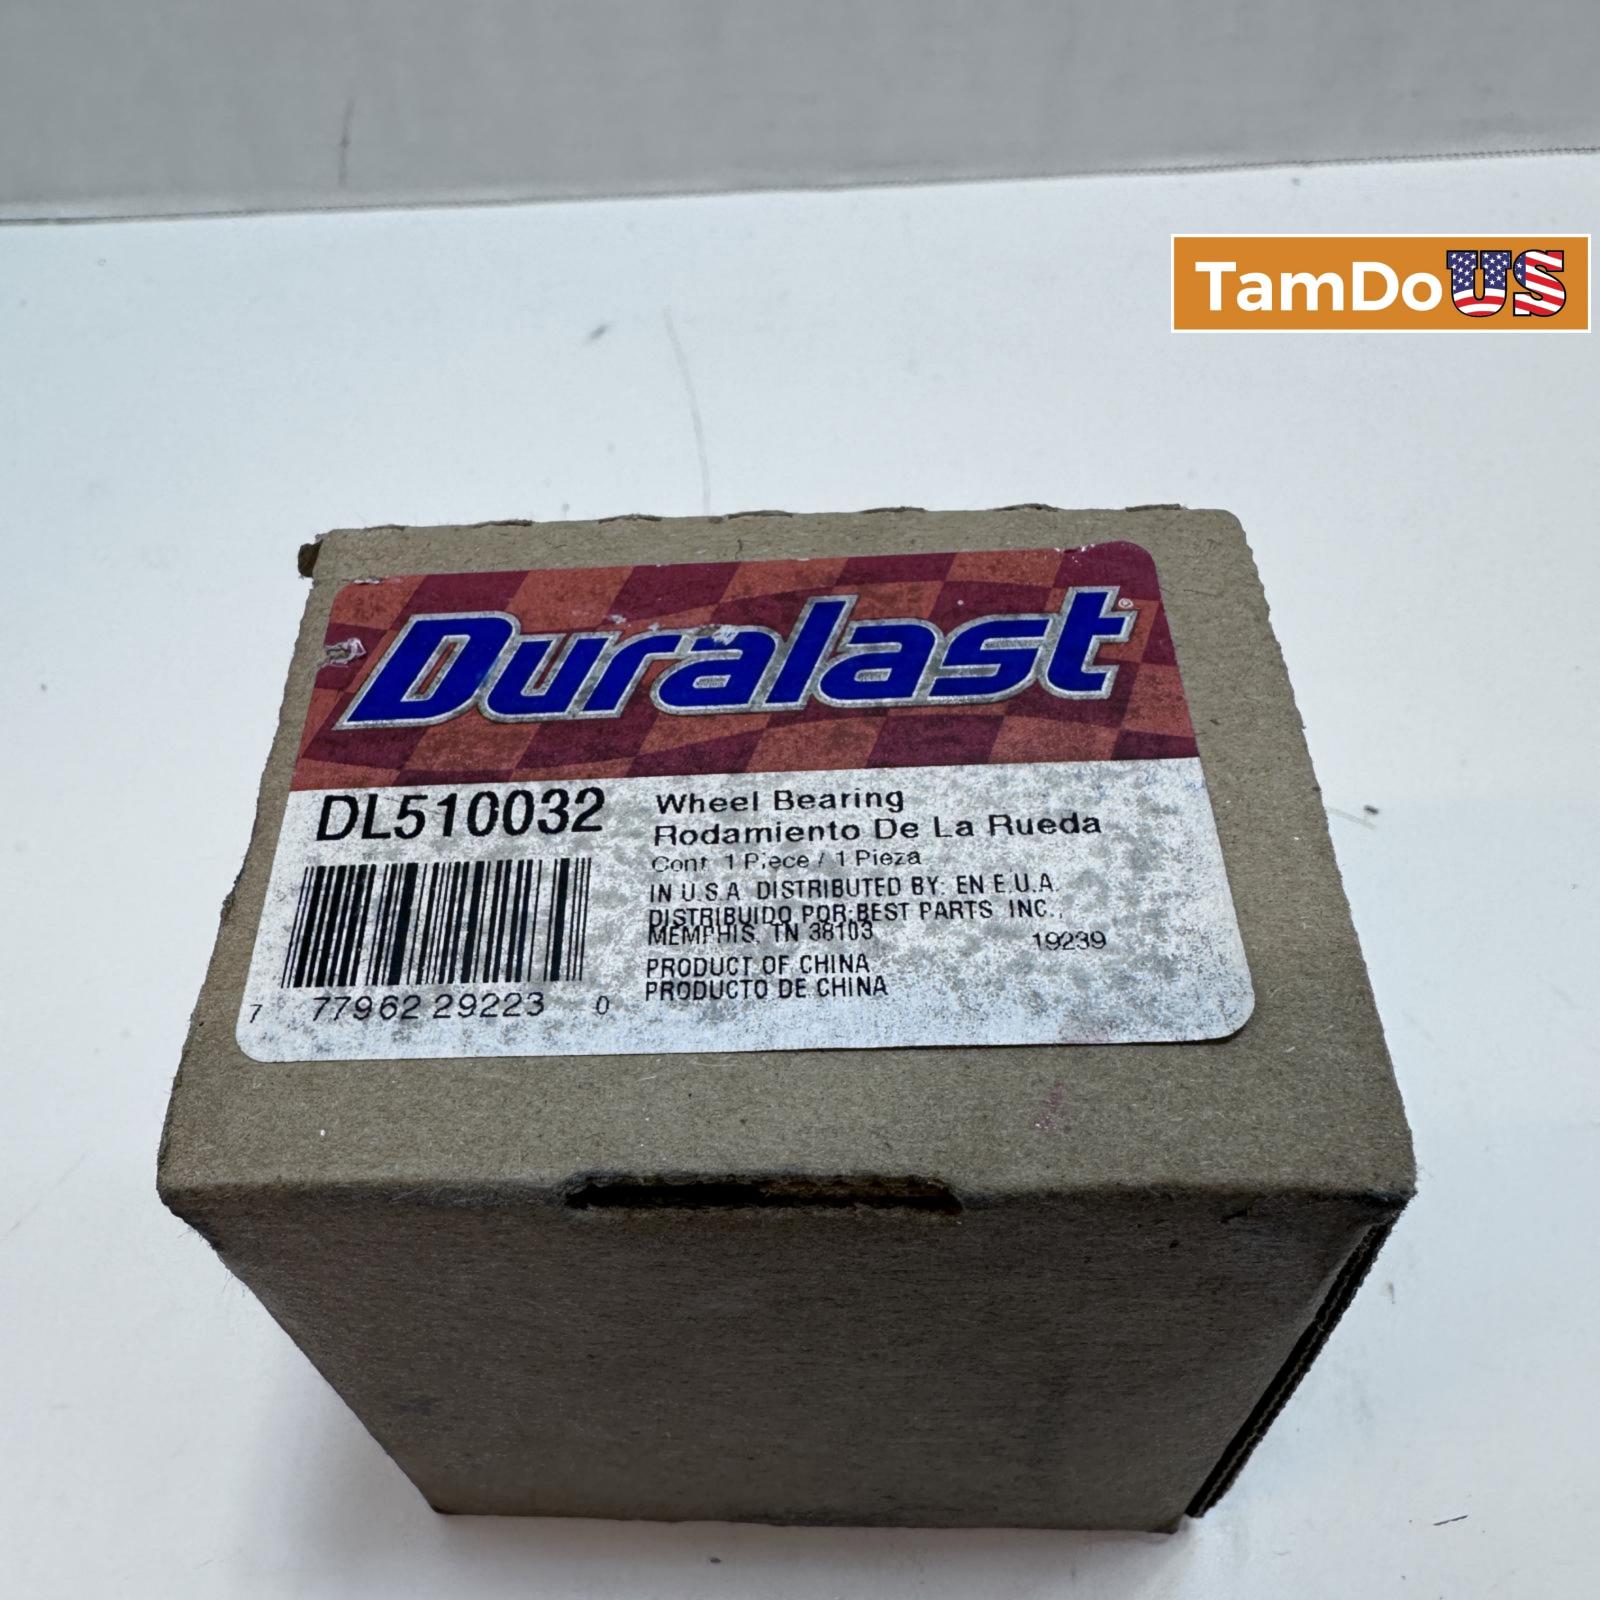 TamDoUS
Duralast®
DL510032
Wheel Bearing
Rodamiento De La Rueda
Cont. 1 Piece / 1 Pieza
IN U.S.A. DISTRIBUTED BY: EN E.U.A.
DISTRIBUIDO POR:BEST PARTS INC.,
MEMPHIS, TN 38103
19239
PRODUCT OF CHINA
PRODUCTO DE CHINA
7 77962 29223 0